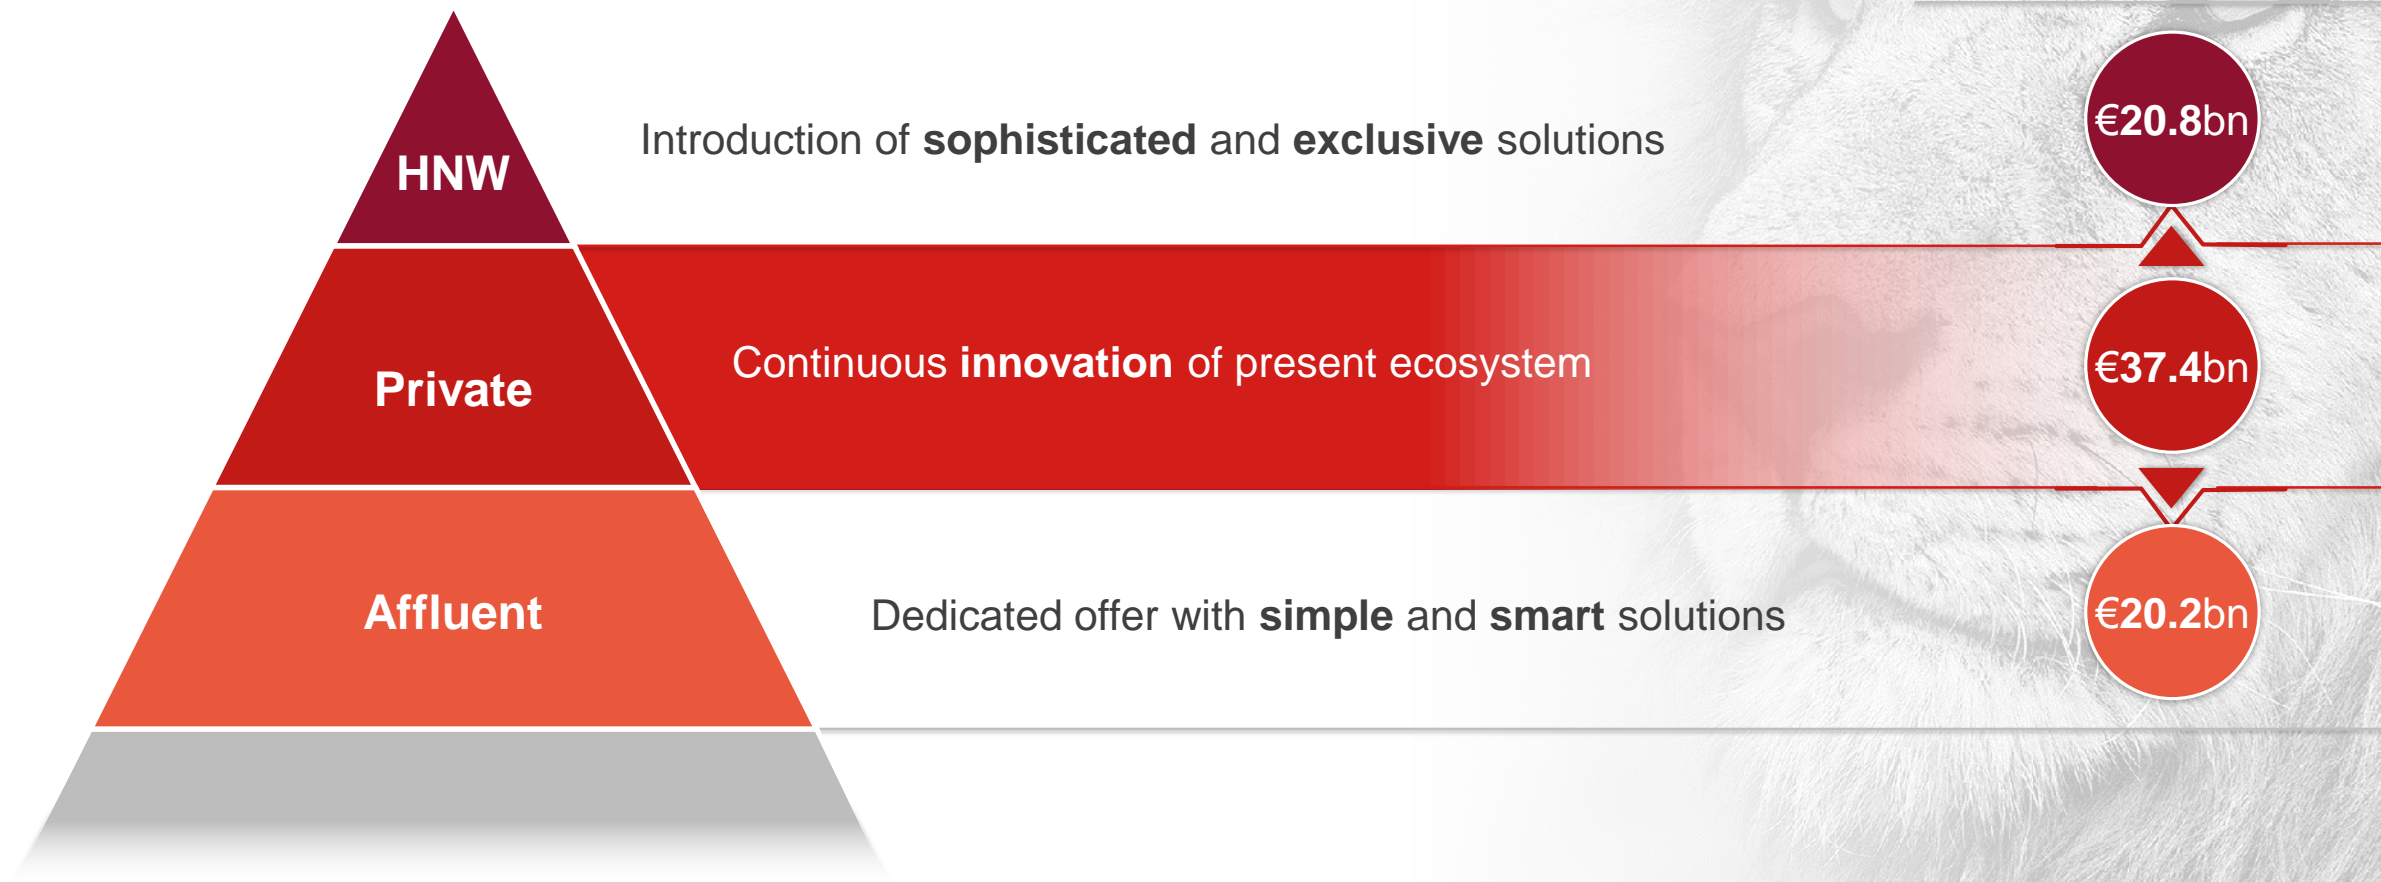 HNW
Introduction of sophisticated and exclusive solutions
€20.8bn
Private
Continuous innovation of present ecosystem
€37.4bn
Affluent
Dedicated offer with simple and smart solutions
€20.2bn